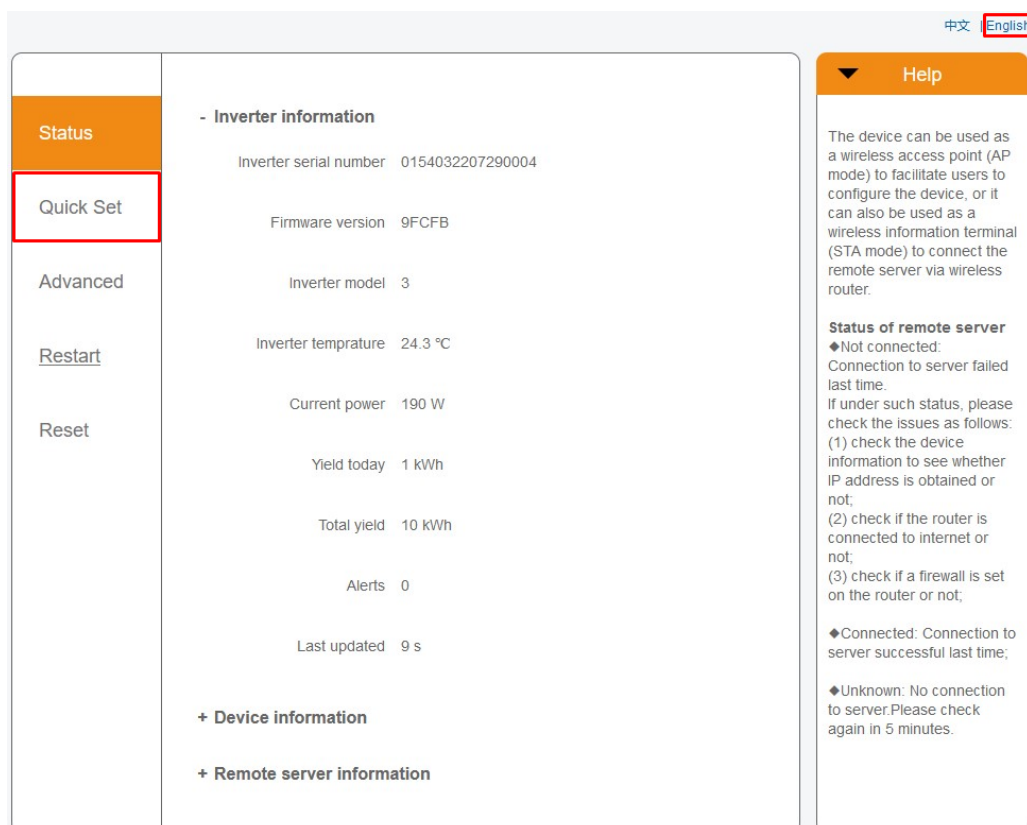 中文 | English
Status
Quick Set
Advanced
Restart
Reset
- Inverter information
Inverter serial number 0154032207290004
Firmware version 9FCFB
Inverter model 3
Inverter temprature 24.3 ℃
Current power 190 W
Yield today 1 kWh
Total yield 10 kWh
Alerts 0
Last updated 9 s
+ Device information
+ Remote server information
Help
The device can be used as
a wireless access point (AP
mode) to facilitate users to
configure the device, or it
can also be used as a
wireless information terminal
(STA mode) to connect the
remote server via wireless
router.
Status of remote server
◆Not connected:
Connection to server failed
last time.
If under such status, please
check the issues as follows:
(1) check the device
information to see whether
IP address is obtained or
not;
(2) check if the router is
connected to internet or
not;
(3) check if a firewall is set
on the router or not;
◆Connected: Connection to
server successful last time;
◆Unknown: No connection
to server.Please check
again in 5 minutes.